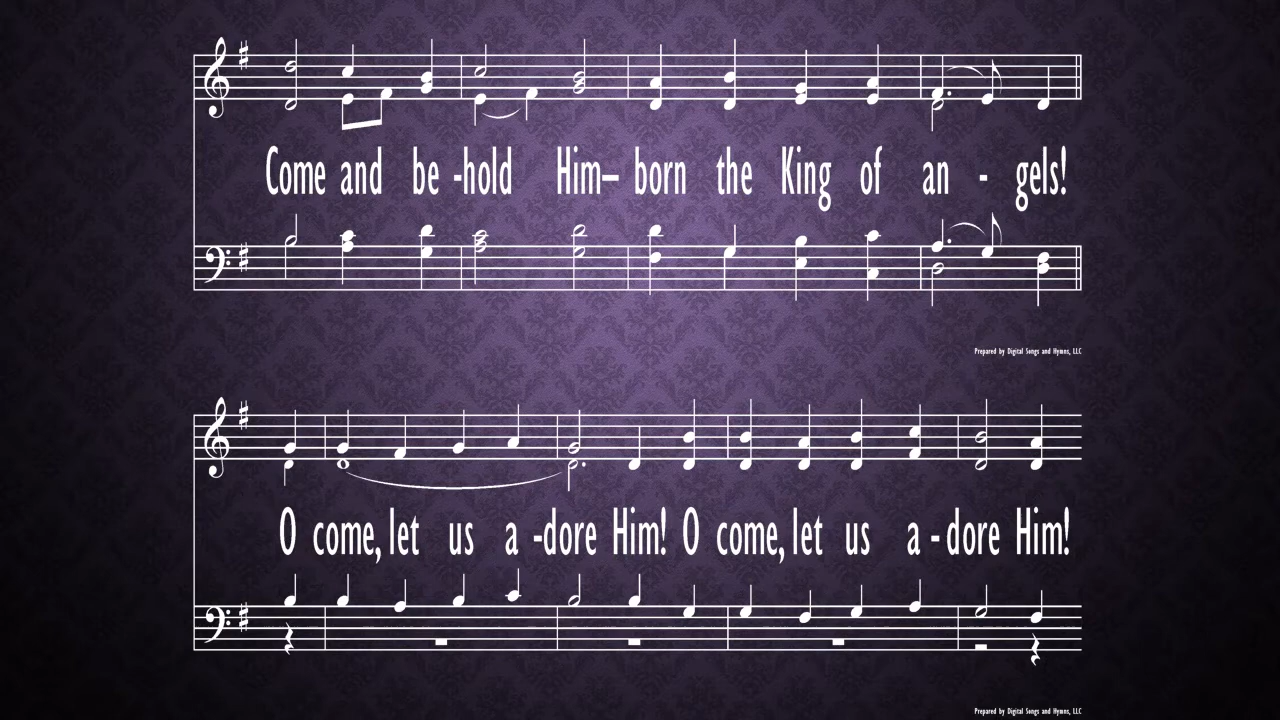 Come and be -hold Him– born the King of an - gels!
Prepared by Digital Songs and Hymns, LLC
O come, let us a -dore Him! O come, let us a - dore Him!
Prepared by Digital Songs and Hymns, LLC